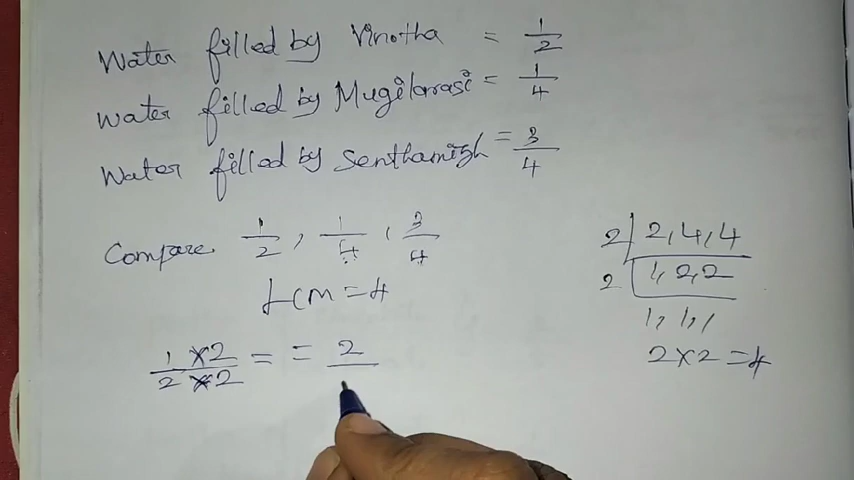 Water filled by Vinotha = 1/2
Water filled by Mugilarasi = 1/4
Water filled by Senthamizh = 3/4
Compare 1/2, 1/4, 3/4
LCM = 4
2 | 2, 4, 4
2 | 1, 2, 2
1, 1, 1
2 × 2 = 4
1 × 2 / 2 × 2 = = 2